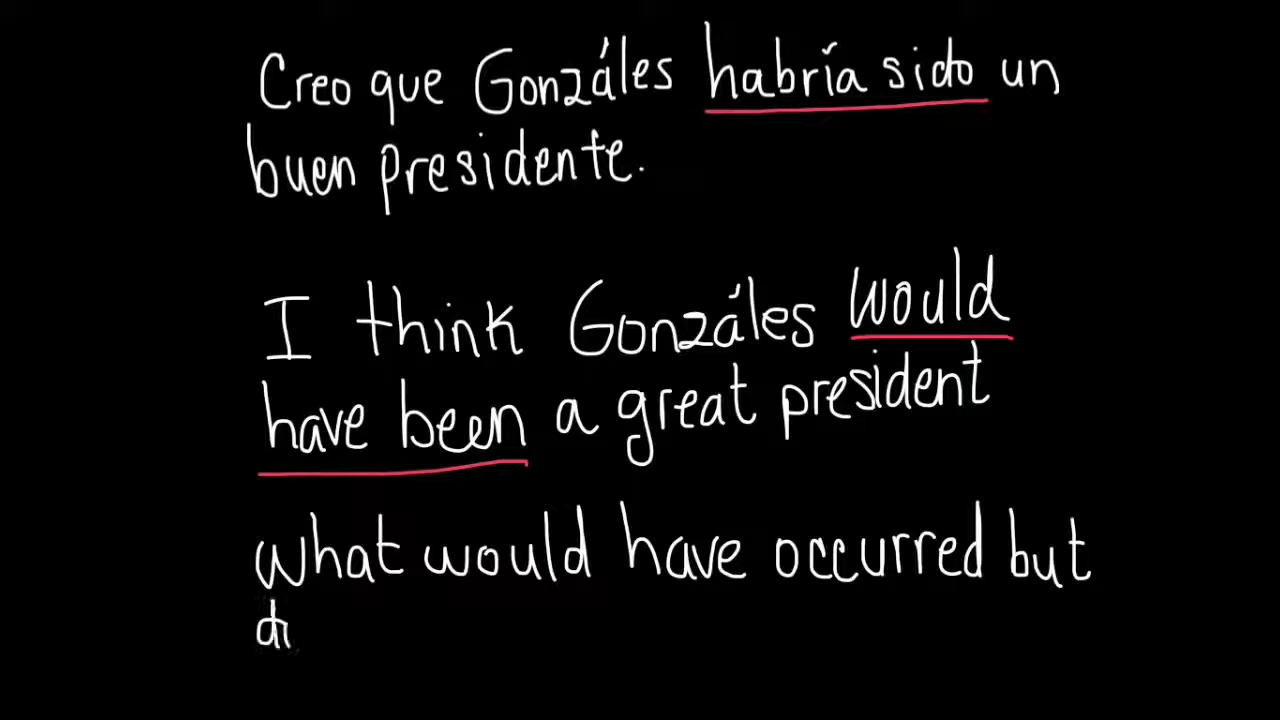 Creo que Gonzáles habría sido un
buen presidente.
I think Gonzáles would
have been a great president
what would have occurred but
di